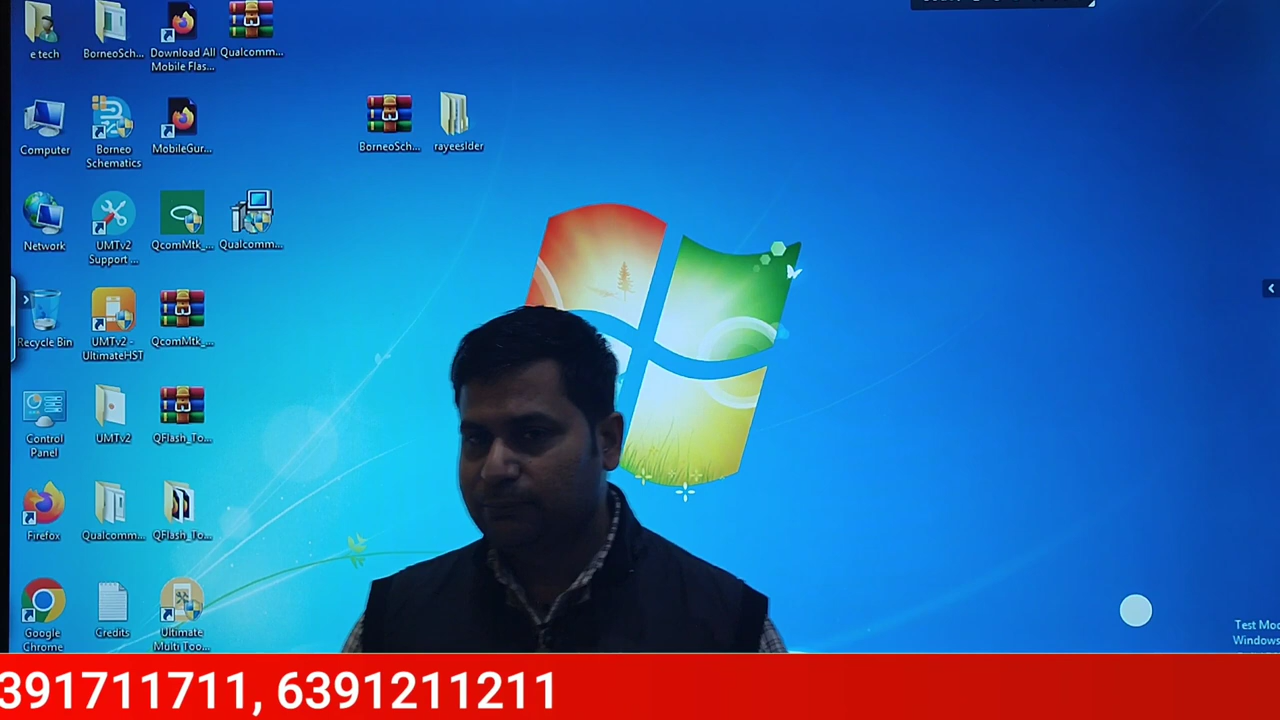 e tech
BorneoSch...
Download All
Mobile Flas...
Qualcomm...
Computer
Borneo
Schematics
MobileGur...
BorneoSch...
rayeeslder
Network
UMTv2
Support ...
QcomMtk_...
Qualcomm...
Recycle Bin
UMTv2 -
UltimateHST
QcomMtk_...
Control
Panel
UMTv2
QFlash_To...
Firefox
Qualcomm...
QFlash_To...
Google
Chrome
Credits
Ultimate
Multi Too...
Test Mod
Windows
391711711, 6391211211